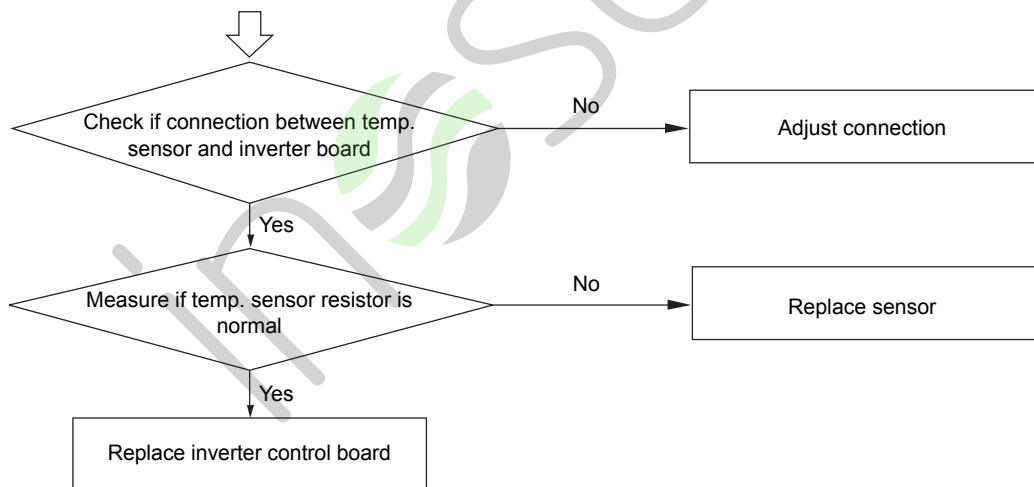 Check if connection between temp.
sensor and inverter board
No
Adjust connection
Yes
Measure if temp. sensor resistor is
normal
No
Replace sensor
Yes
Replace inverter control board